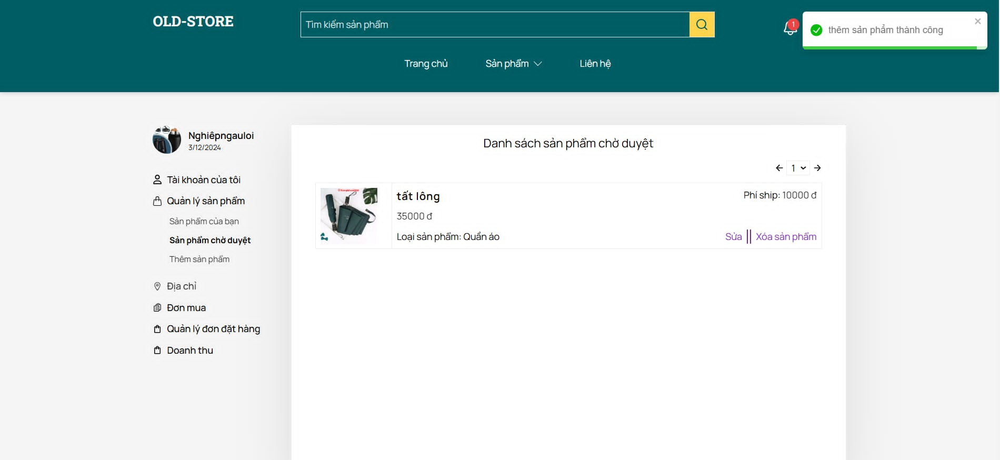 OLD-STORE
Tìm kiếm sản phẩm
1
thêm sản phẩm thành công
Trang chủ
Sản phẩm
Liên hệ
Nghiêpngauloi
3/12/2024
Tài khoản của tôi
Quản lý sản phẩm
Sản phẩm của bạn
Sản phẩm chờ duyệt
Thêm sản phẩm
Địa chỉ
Đơn mua
Quản lý đơn đặt hàng
Doanh thu
Danh sách sản phẩm chờ duyệt
1
tất lông
Phí ship: 10000 đ
35000 đ
Loại sản phẩm: Quần áo
Sửa
Xóa sản phẩm